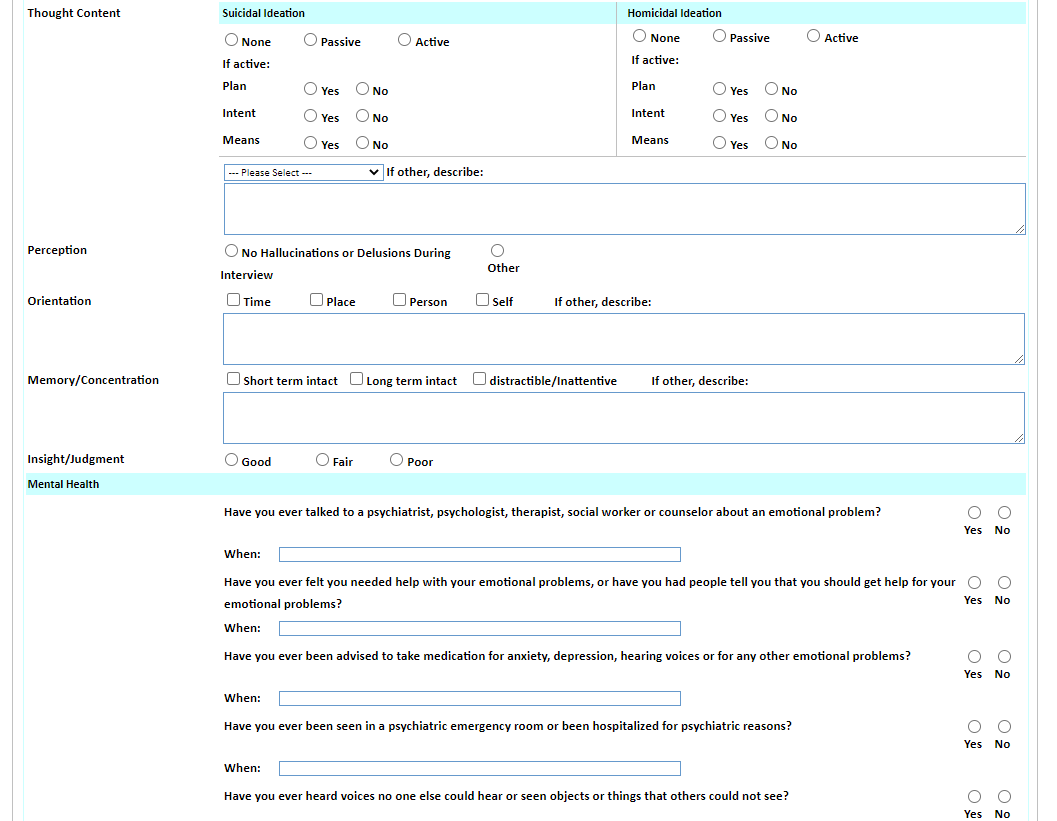 Thought Content Suicidal Ideation Homicidal Ideation
None Passive Active None Passive Active
If active: If active:
Plan Yes No Plan Yes No
Intent Yes No Intent Yes No
Means Yes No Means Yes No
--- Please Select --- If other, describe:
Perception No Hallucinations or Delusions During Interview Other
Orientation Time Place Person Self If other, describe:
Memory/Concentration Short term intact Long term intact distractible/Inattentive If other, describe:
Insight/Judgment Good Fair Poor
Mental Health
Have you ever talked to a psychiatrist, psychologist, therapist, social worker or counselor about an emotional problem?
Yes No
When:
Have you ever felt you needed help with your emotional problems, or have you had people tell you that you should get help for your
emotional problems?
Yes No
When:
Have you ever been advised to take medication for anxiety, depression, hearing voices or for any other emotional problems?
Yes No
When:
Have you ever been seen in a psychiatric emergency room or been hospitalized for psychiatric reasons?
Yes No
When:
Have you ever heard voices no one else could hear or seen objects or things that others could not see?
Yes No